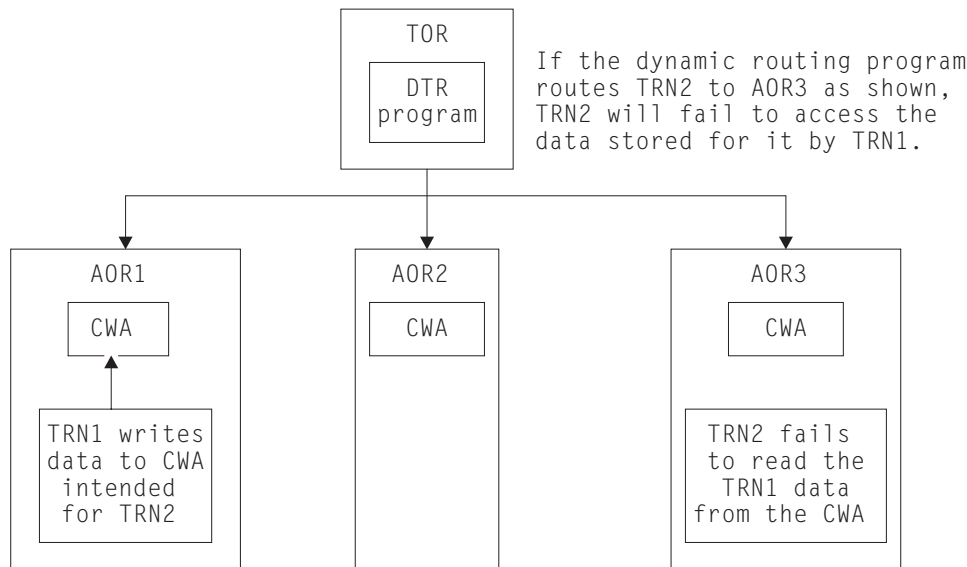 TOR
DTR
program
If the dynamic routing program
routes TRN2 to AOR3 as shown,
TRN2 will fail to access the
data stored for it by TRN1.
AOR1
CWA
TRN1 writes
data to CWA
intended
for TRN2
AOR2
CWA
AOR3
CWA
TRN2 fails
to read the
TRN1 data
from the CWA